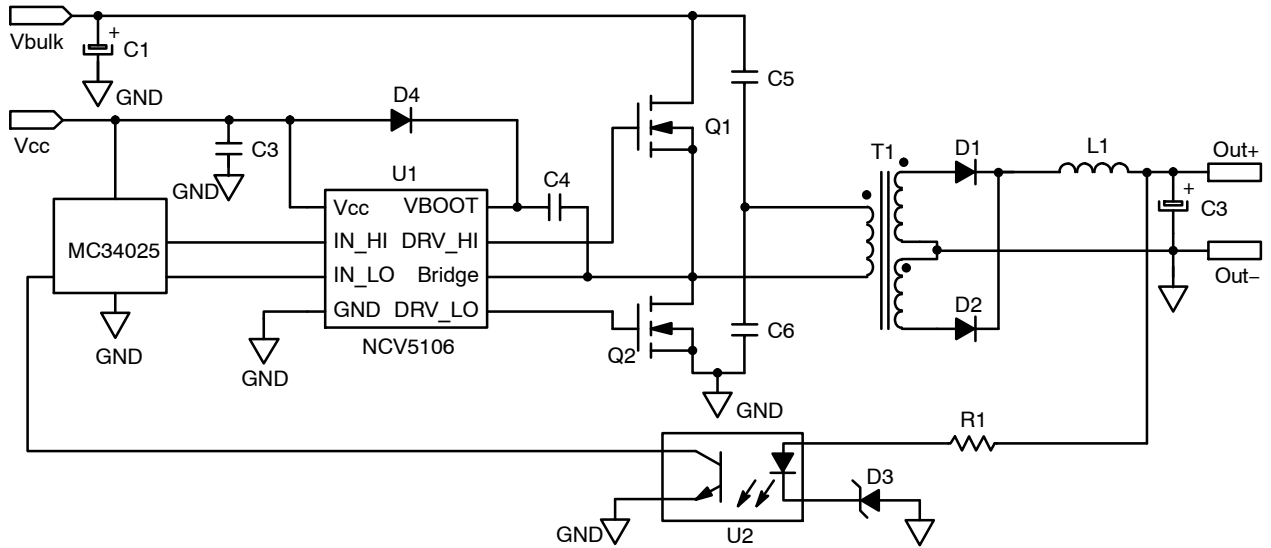 Vbulk
+
C1
GND
Vcc
C3
GND
D4
C4
C5
Q1
T1
D1
L1
Out+
+
C3
Out−
D2
U1
Vcc VBOOT
IN_HI DRV_HI
IN_LO Bridge
GND DRV_LO
NCV5106
MC34025
GND
GND
Q2
C6
GND
R1
D3
GND
U2